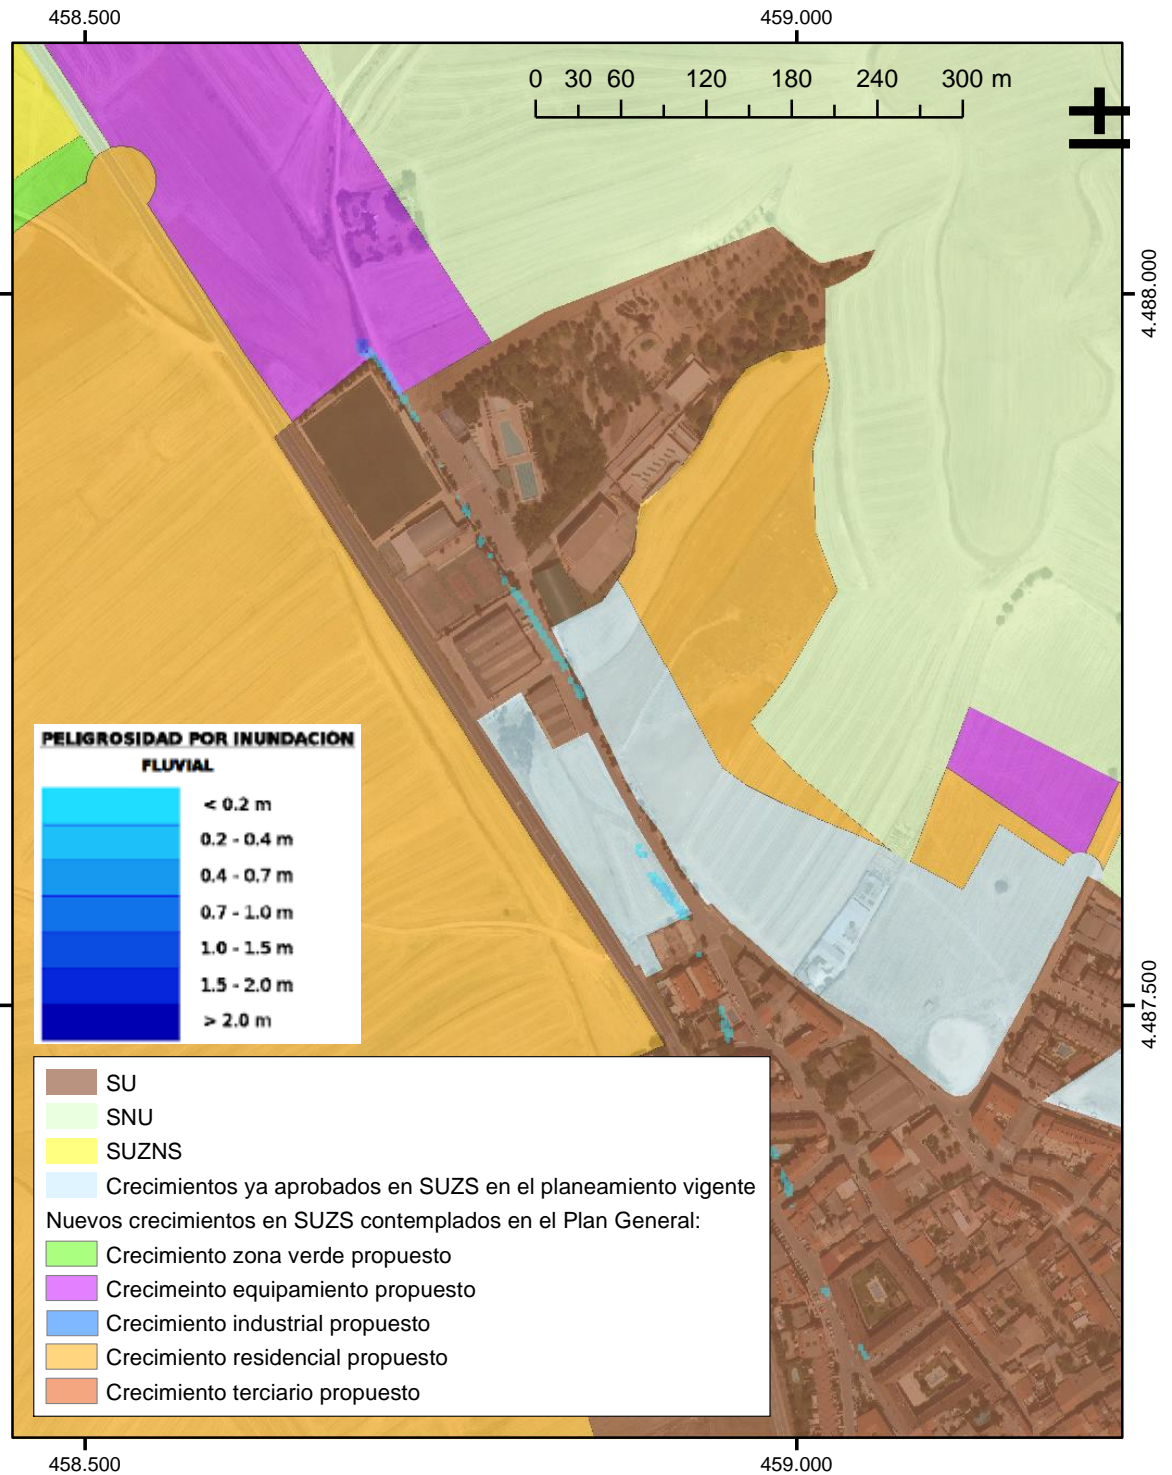 458.500
459.000
0 30 60 120 180 240 300 m
4.488.000
PELIGROSIDAD POR INUNDACIÓN
FLUVIAL
< 0.2 m
0.2 - 0.4 m
0.4 - 0.7 m
0.7 - 1.0 m
1.0 - 1.5 m
1.5 - 2.0 m
> 2.0 m
4.487.500
SU
SNU
SUZNS
Crecimientos ya aprobados en SUZS en el planeamiento vigente
Nuevos crecimientos en SUZS contemplados en el Plan General:
Crecimiento zona verde propuesto
Crecimeinto equipamiento propuesto
Crecimiento industrial propuesto
Crecimiento residencial propuesto
Crecimiento terciario propuesto
458.500
459.000